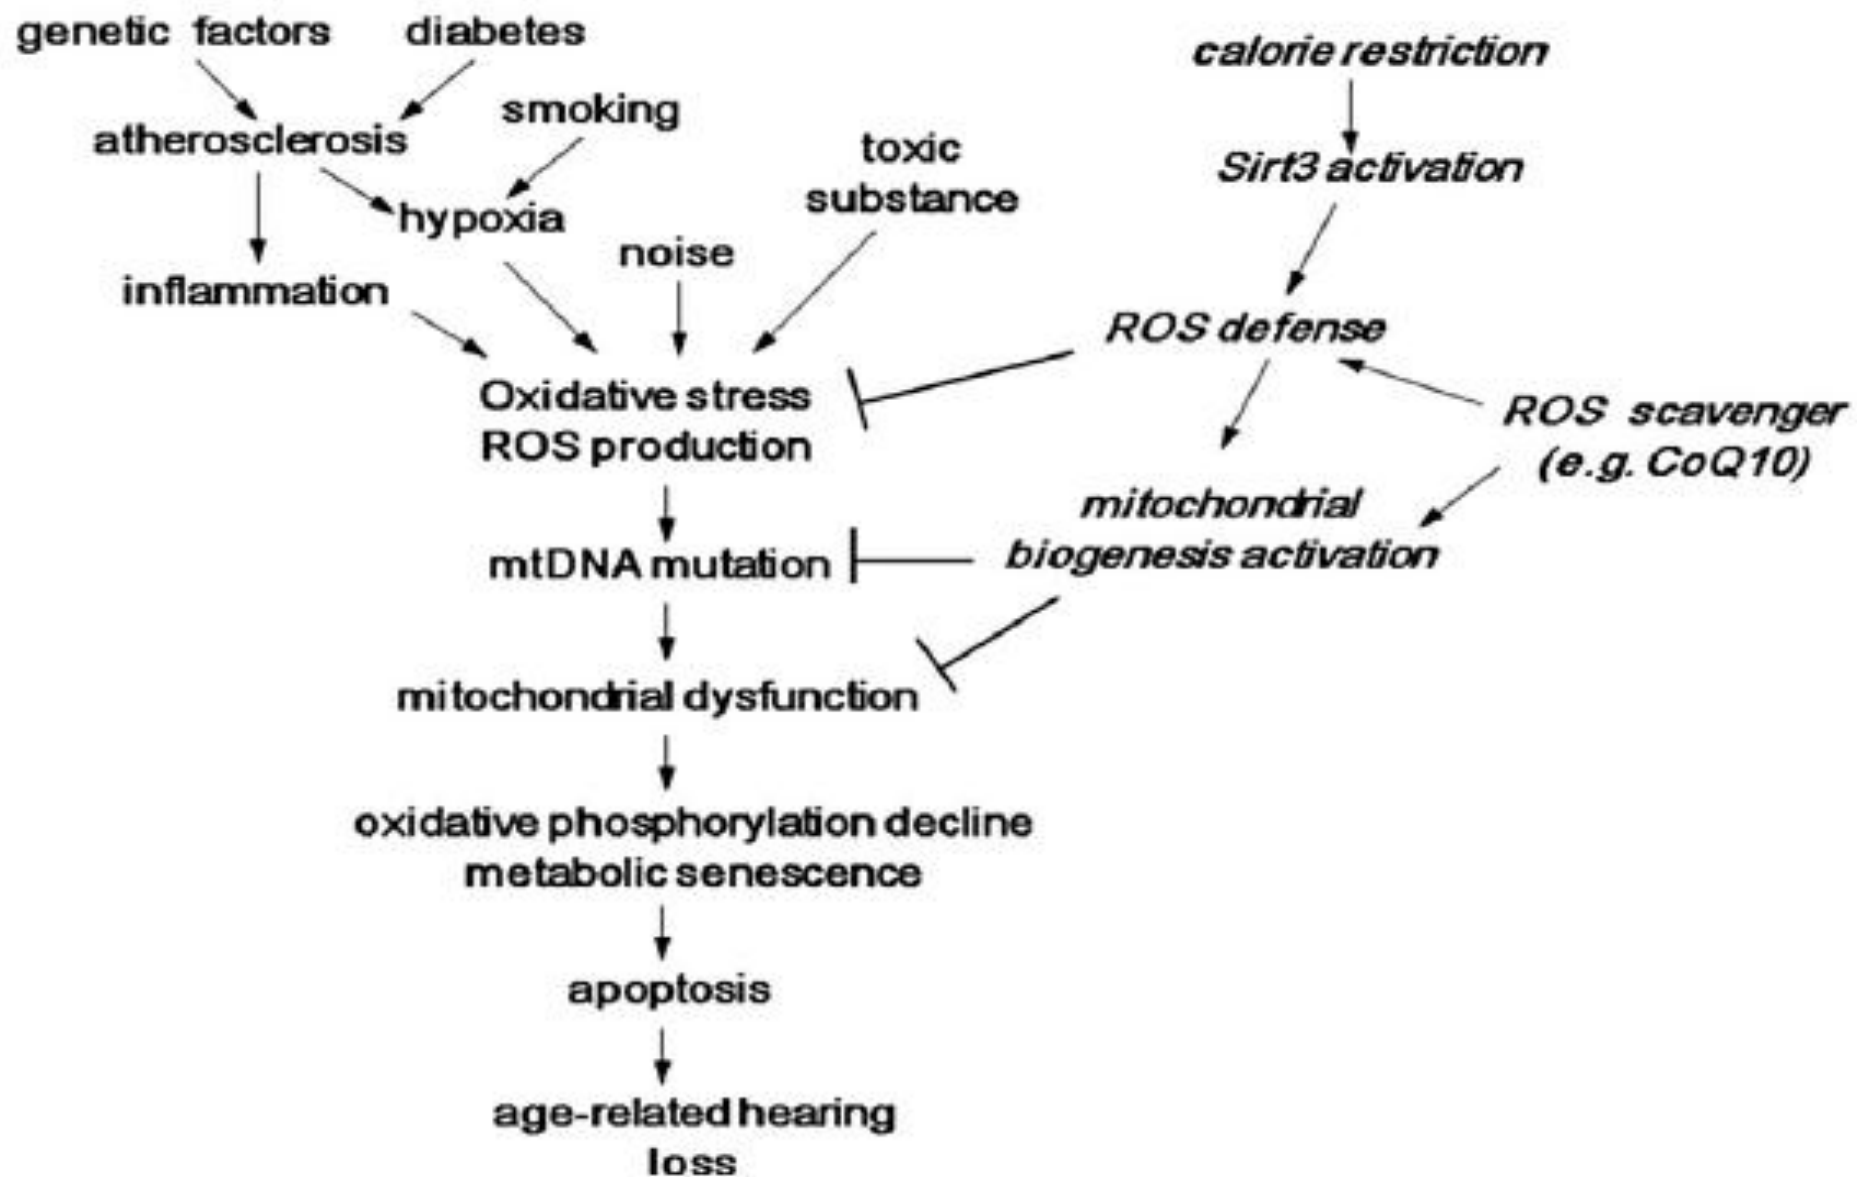 genetic factors
diabetes
calorie restriction
smoking
atherosclerosis
toxic
substance
Sirt3 activation
hypoxia
noise
inflammation
ROS defense
Oxidative stress
ROS production
ROS scavenger
(e.g. CoQ10)
mitochondrial
biogenesis activation
mtDNA mutation
mitochondrial dysfunction
oxidative phosphorylation decline
metabolic senescence
apoptosis
age-related hearing
loss